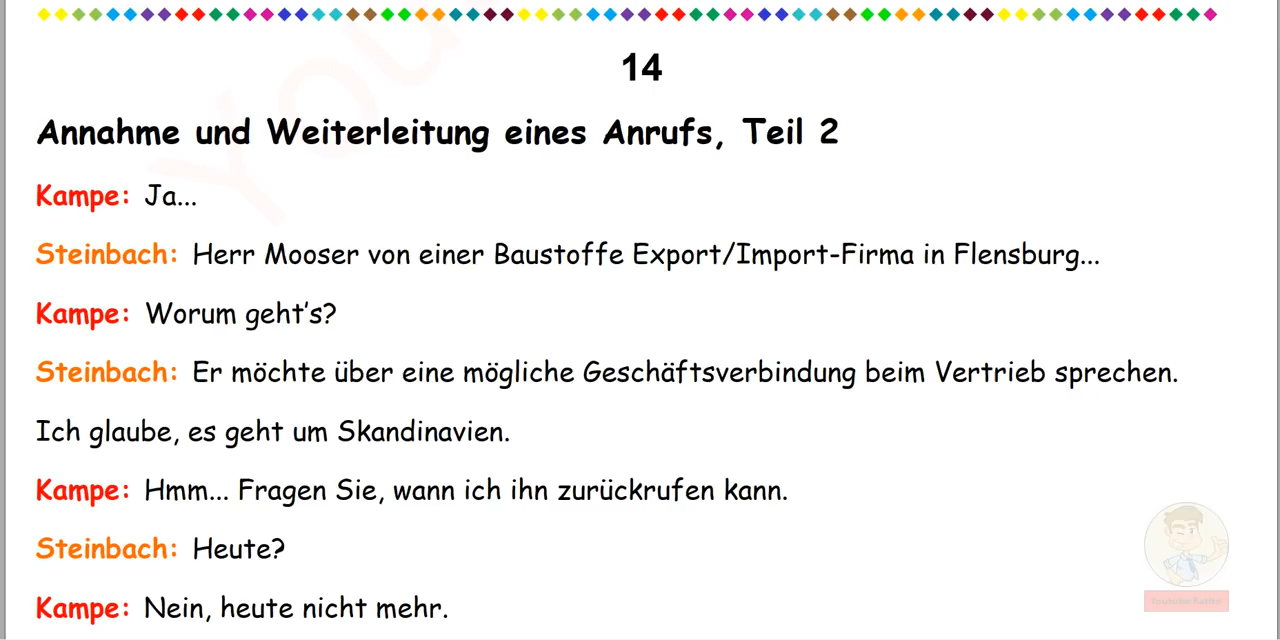 14
Annahme und Weiterleitung eines Anrufs, Teil 2
Kampe: Ja...
Steinbach: Herr Mooser von einer Baustoffe Export/Import-Firma in Flensburg...
Kampe: Worum geht's?
Steinbach: Er möchte über eine mögliche Geschäftsverbindung beim Vertrieb sprechen.
Ich glaube, es geht um Skandinavien.
Kampe: Hmm... Fragen Sie, wann ich ihn zurückrufen kann.
Steinbach: Heute?
Kampe: Nein, heute nicht mehr.